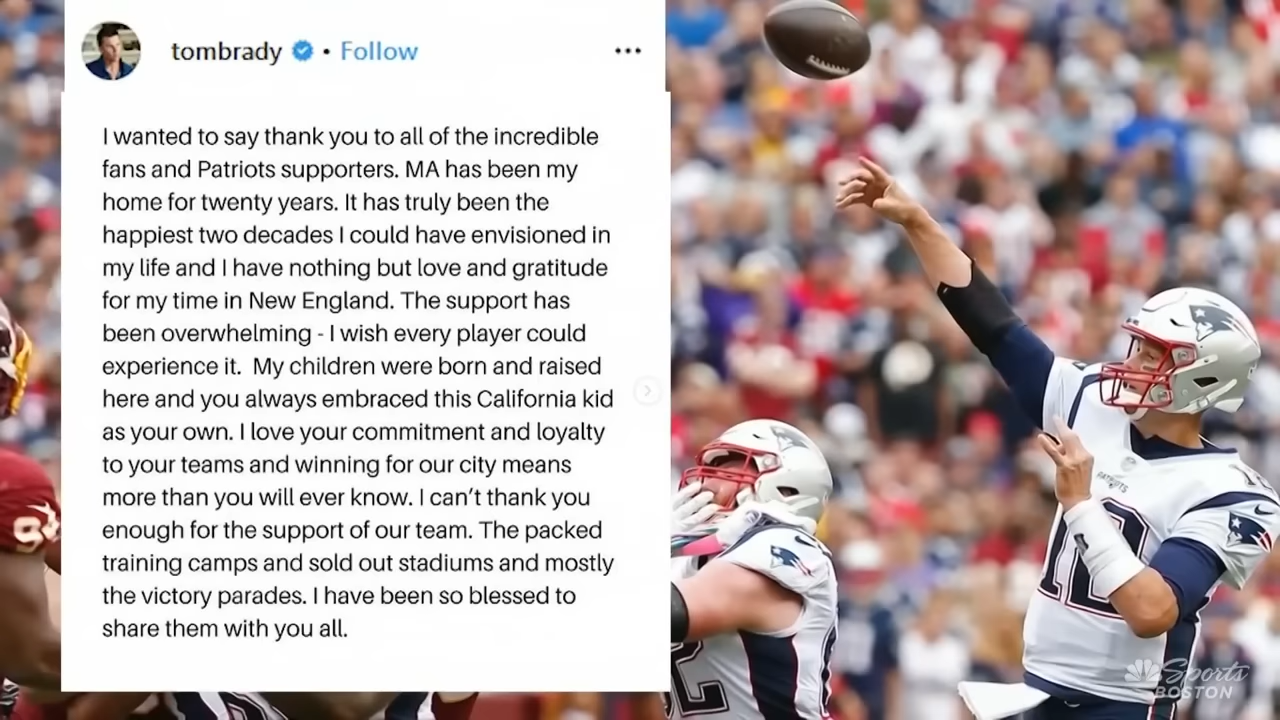 tombrady • Follow
I wanted to say thank you to all of the incredible
fans and Patriots supporters. MA has been my
home for twenty years. It has truly been the
happiest two decades I could have envisioned in
my life and I have nothing but love and gratitude
for my time in New England. The support has
been overwhelming - I wish every player could
experience it.  My children were born and raised
here and you always embraced this California kid
as your own. I love your commitment and loyalty
to your teams and winning for our city means
more than you will ever know. I can’t thank you
enough for the support of our team. The packed
training camps and sold out stadiums and mostly
the victory parades. I have been so blessed to
share them with you all.
PATRIOTS
12
Sports
BOSTON